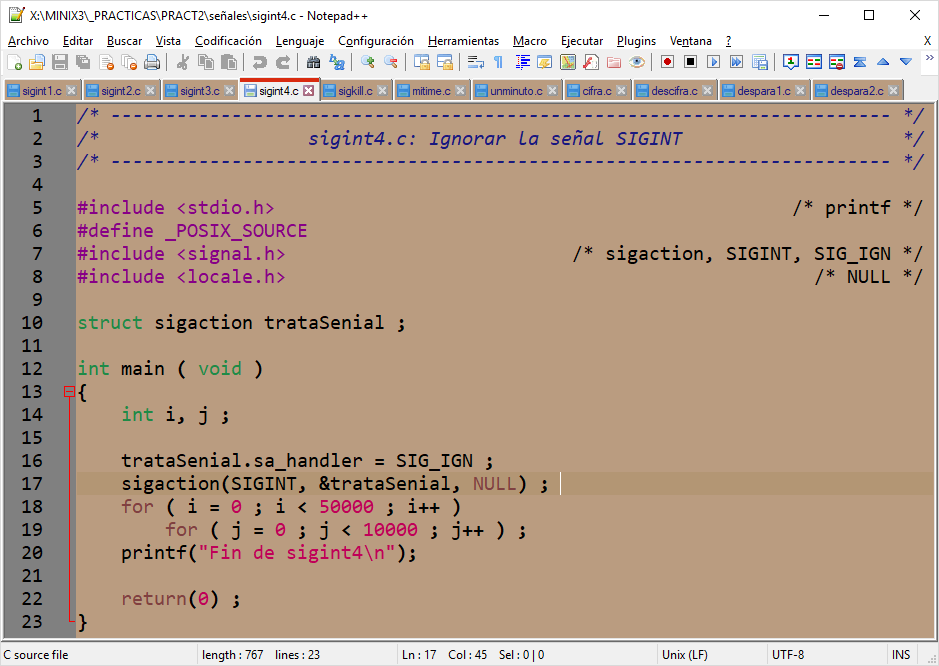 X:\MINIX3\_PRACTICAS\PRACT2\señales\sigint4.c - Notepad++
Archivo Editar Buscar Vista Codificación Lenguaje Configuración Herramientas Macro Ejecutar Plugins Ventana ? X
sigint1.c sigint2.c sigint3.c sigint4.c sigkill.c mitime.c unminuto.c cifra.c descifra.c despara1.c despara2.c
1 /* ----------------------------------------------------------------------- */
2 /* sigint4.c: Ignorar la señal SIGINT */
3 /* ----------------------------------------------------------------------- */
4
5 #include <stdio.h> /* printf */
6 #define _POSIX_SOURCE
7 #include <signal.h> /* sigaction, SIGINT, SIG_IGN */
8 #include <locale.h> /* NULL */
9
10 struct sigaction trataSenial ;
11
12 int main ( void )
13 {
14 int i, j ;
15
16 trataSenial.sa_handler = SIG_IGN ;
17 sigaction(SIGINT, &trataSenial, NULL) ;
18 for ( i = 0 ; i < 50000 ; i++ )
19 for ( j = 0 ; j < 10000 ; j++ ) ;
20 printf("Fin de sigint4\n");
21
22 return(0) ;
23 }
C source file length : 767 lines : 23 Ln : 17 Col : 45 Sel : 0 | 0 Unix (LF) UTF-8 INS